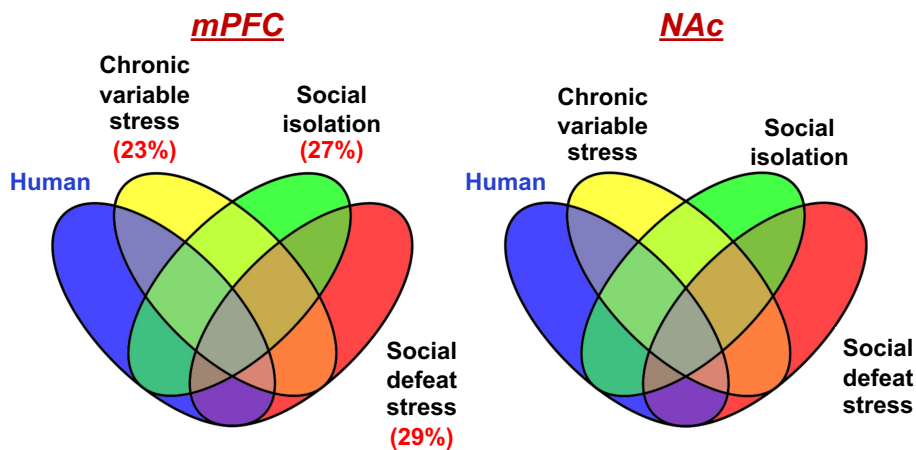 mPFC
Chronic
variable
stress
(23%)
Social
isolation
(27%)
Human
Social
defeat
stress
(29%)
NAc
Chronic
variable
stress
Social
isolation
Human
Social
defeat
stress